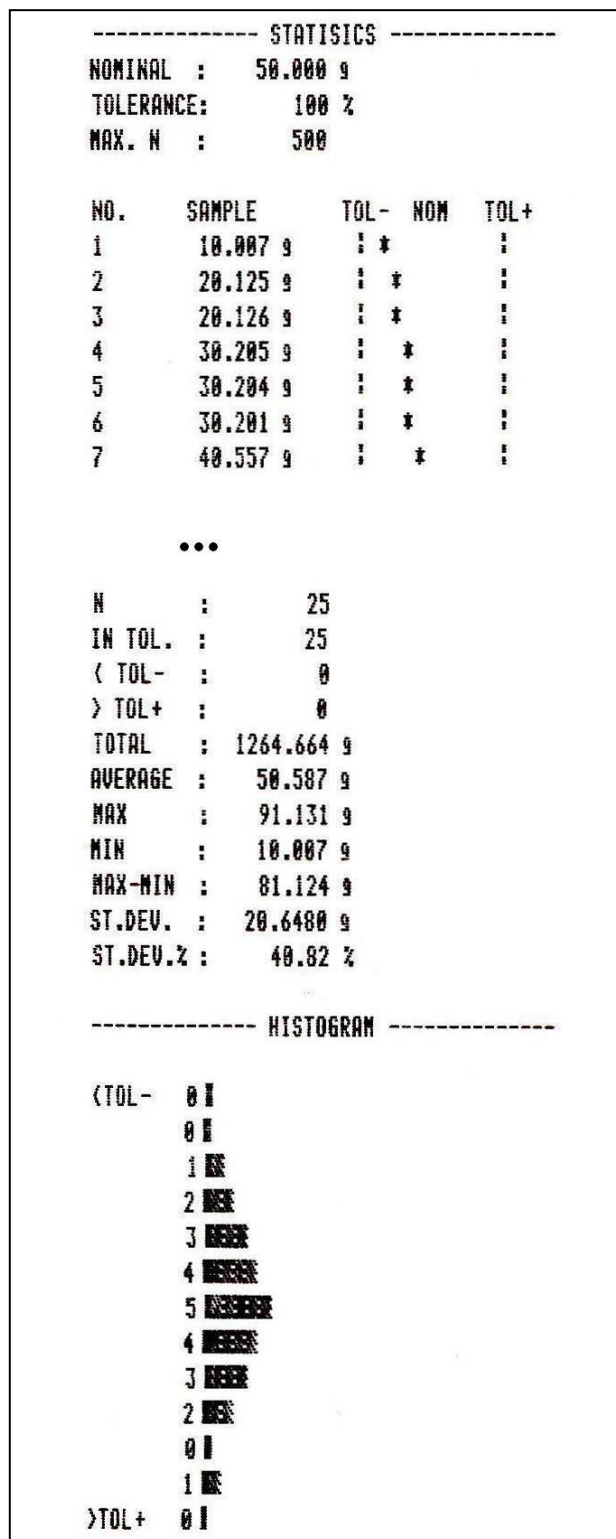 -------------- STATISICS --------------
NOMINAL : 50.000 g
TOLERANCE: 100 %
MAX. N : 500
NO. SAMPLE TOL- NOM TOL+
1 10.007 g ¦ * ¦
2 20.125 g ¦ * ¦
3 20.126 g ¦ * ¦
4 30.205 g ¦ * ¦
5 30.204 g ¦ * ¦
6 30.201 g ¦ * ¦
7 40.557 g ¦ * ¦
•••
N : 25
IN TOL. : 25
< TOL- : 0
> TOL+ : 0
TOTAL : 1264.664 g
AVERAGE : 50.587 g
MAX : 91.131 g
MIN : 10.007 g
MAX-MIN : 81.124 g
ST.DEV. : 20.6480 g
ST.DEV.% : 40.82 %
-------------- HISTOGRAM --------------
<TOL- 0
0
1
2
3
4
5
4
3
2
0
1
>TOL+ 0